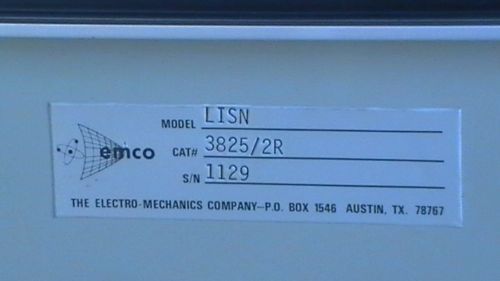 MODEL LISN
emco CAT# 3825/2R
S/N 1129
THE ELECTRO-MECHANICS COMPANY-P.O. BOX 1546 AUSTIN, TX. 78767